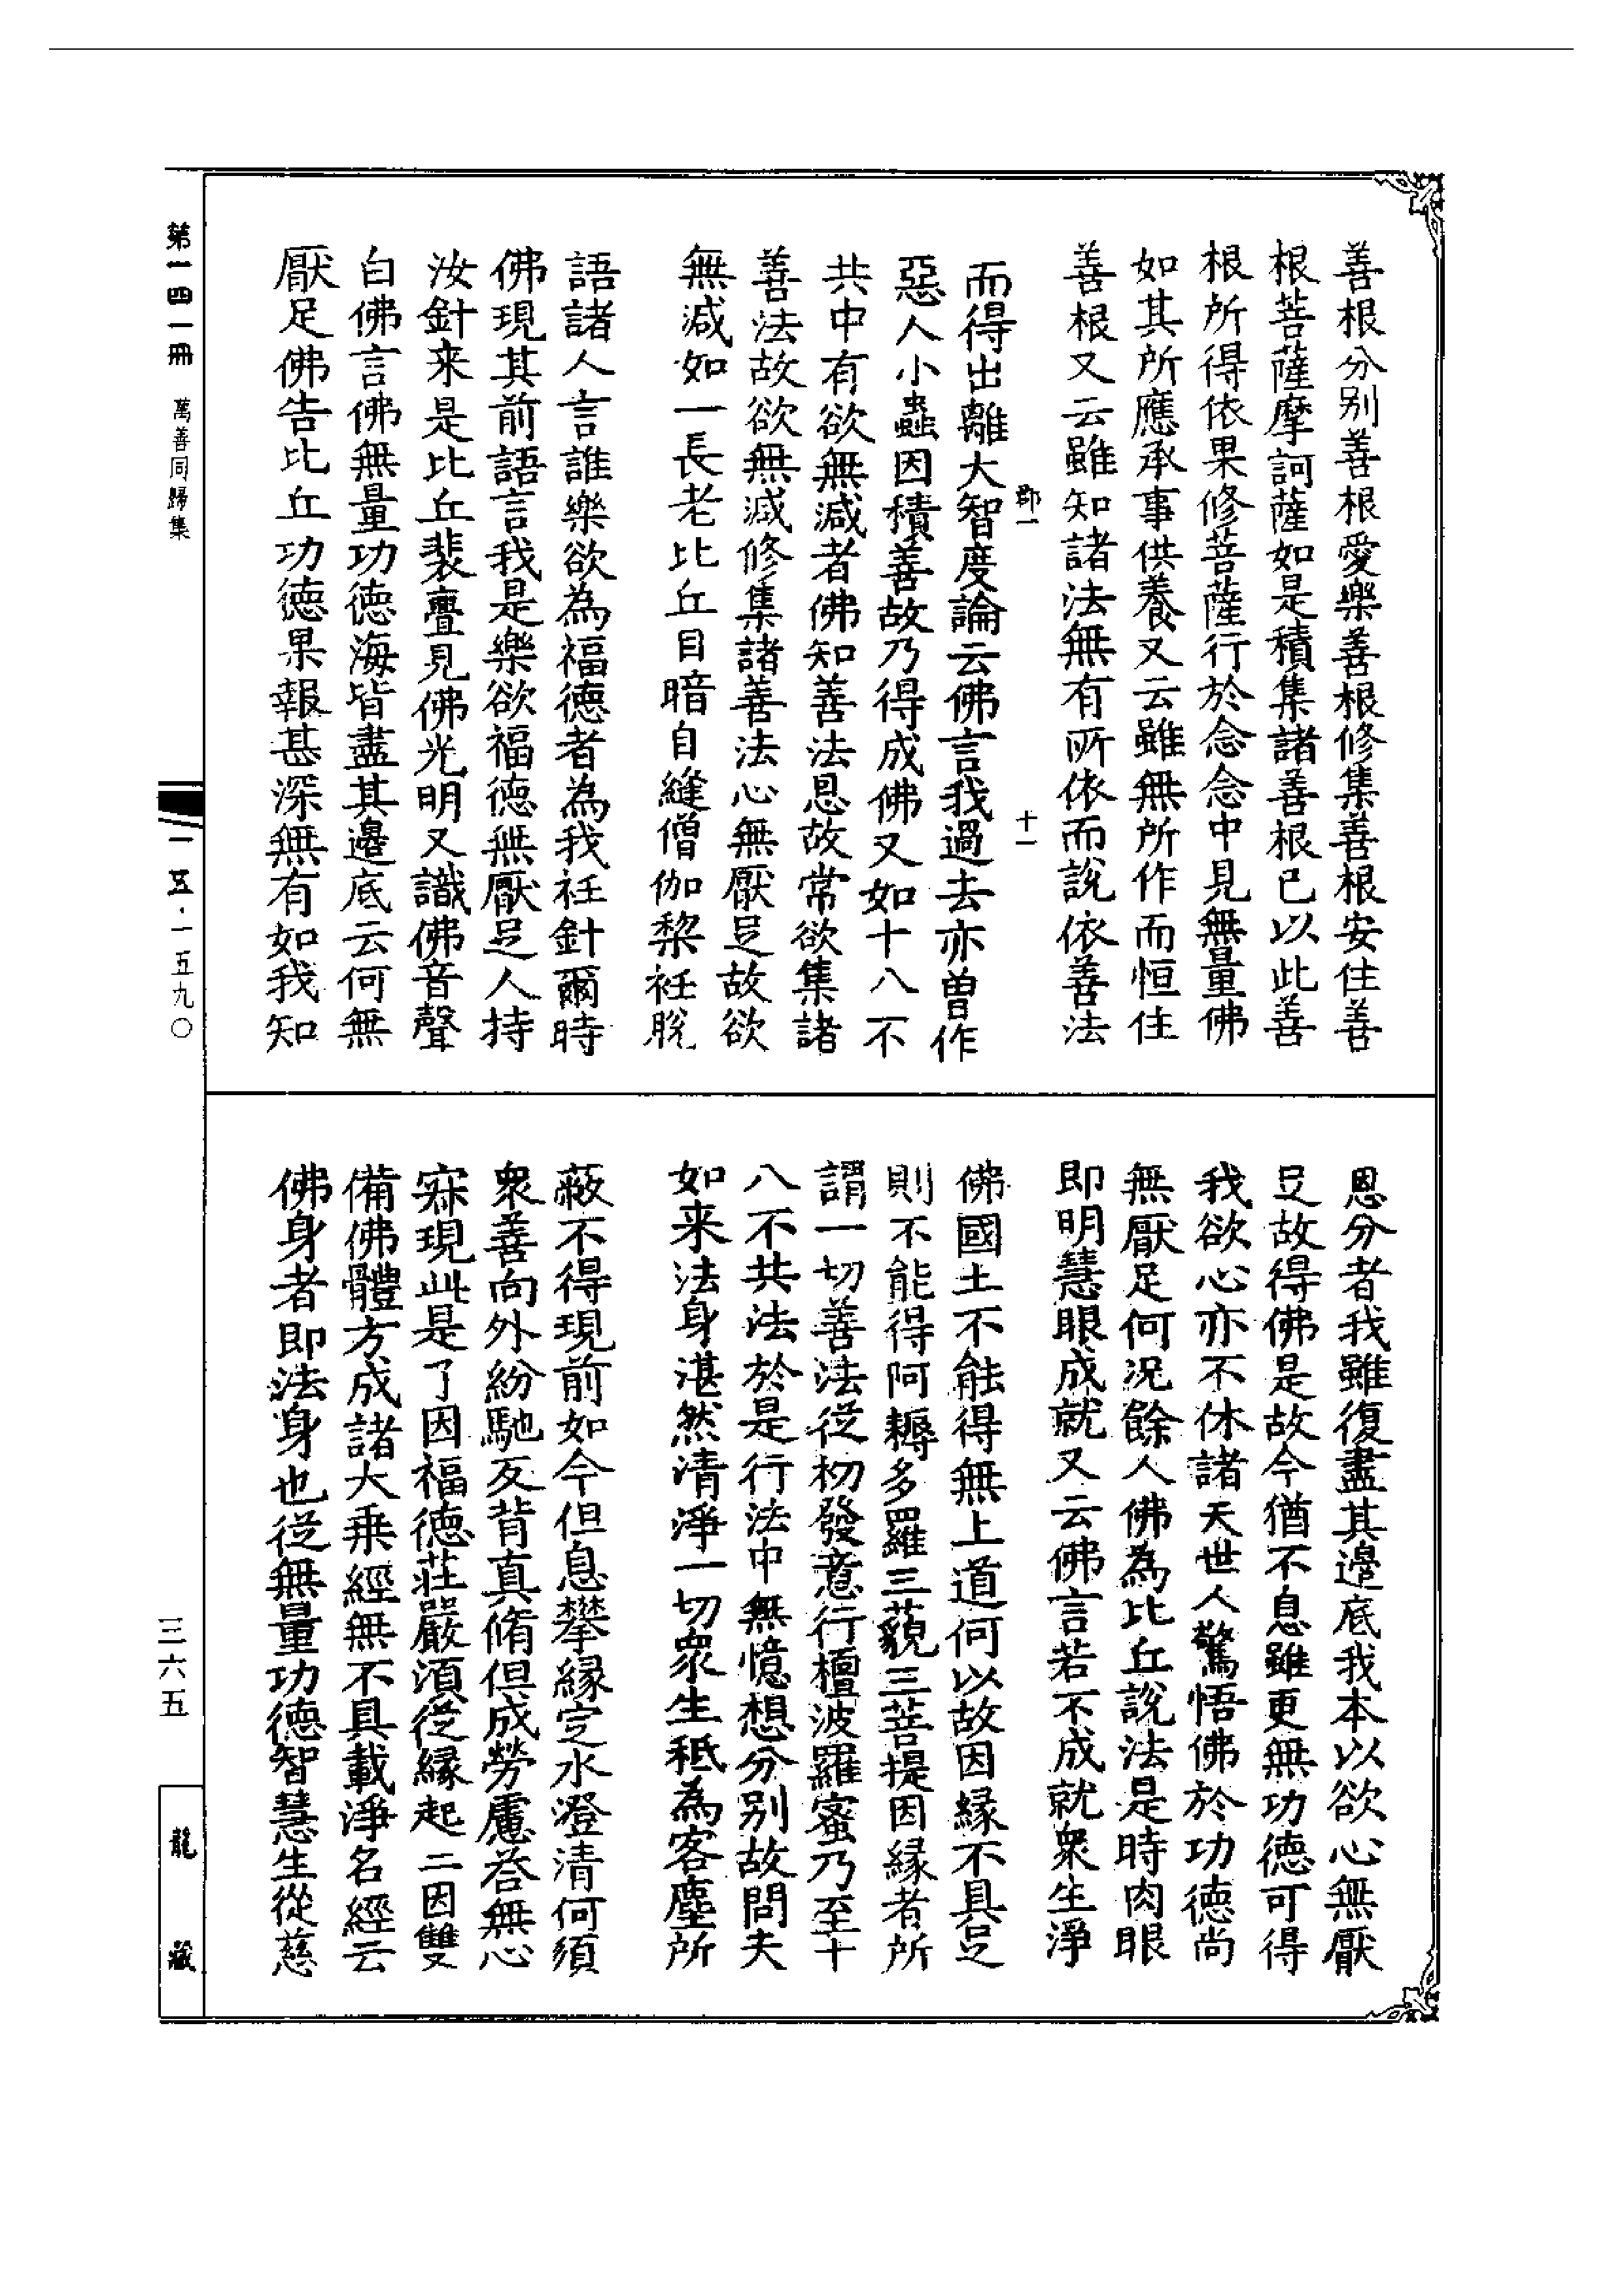 善根分別善根愛樂善根修集善根安住善
根菩薩摩訶薩如是積集諸善根已以此善
根所得依果修菩薩行於念念中見無量佛
如其所應承事供養又云雖無所作而恒住
善根又云雖知諸法無有所依而說依善法
郡一
十一
而得出離大智度論云佛言我過去亦曾作
惡人小蟲因積善故乃得成佛又如十八不
共中有欲無減者佛知善法恩故常欲集諸
善法故欲無減修集諸善法心無厭足故欲
無減如一長老比丘目暗自縫僧伽棃衽脫
語諸人言誰樂欲為福德者為我衽針爾時
佛現其前語言我是樂欲福德無厭足人持
汝針来是比丘裴亹見佛光明又識佛音聲
白佛言佛無量功德海皆盡其邊底云何無
厭足佛告比丘功德果報甚深無有如我知
恩分者我雖復盡其邊底我本以欲心無厭
足故得佛是故今猶不息雖更無功德可得
我欲心亦不休諸天世人驚悟佛於功德尚
無厭足何況餘人佛為比丘說法是時肉眼
即明慧眼成就又云佛言若不成就衆生淨
佛國土不能得無上道何以故因緣不具足
則不能得阿耨多羅三藐三菩提因緣者所
謂一切善法從初發意行檀波羅蜜乃至十
八不共法於是行法中無憶想分別故問夫
如来法身湛然清淨一切衆生秪為客塵所
蔽不得現前如今但息攀緣定水澄清何須
衆善向外紛馳反背真脩但成勞慮荅無心
寂現此是了因福德莊嚴湏從緣起二因雙
備佛體方成諸大乘經無不具載淨名經云
佛身者即法身也從無量功德智慧生從慈
第一四一冊　萬善同歸集
一五·一五九〇
三六五
龍藏